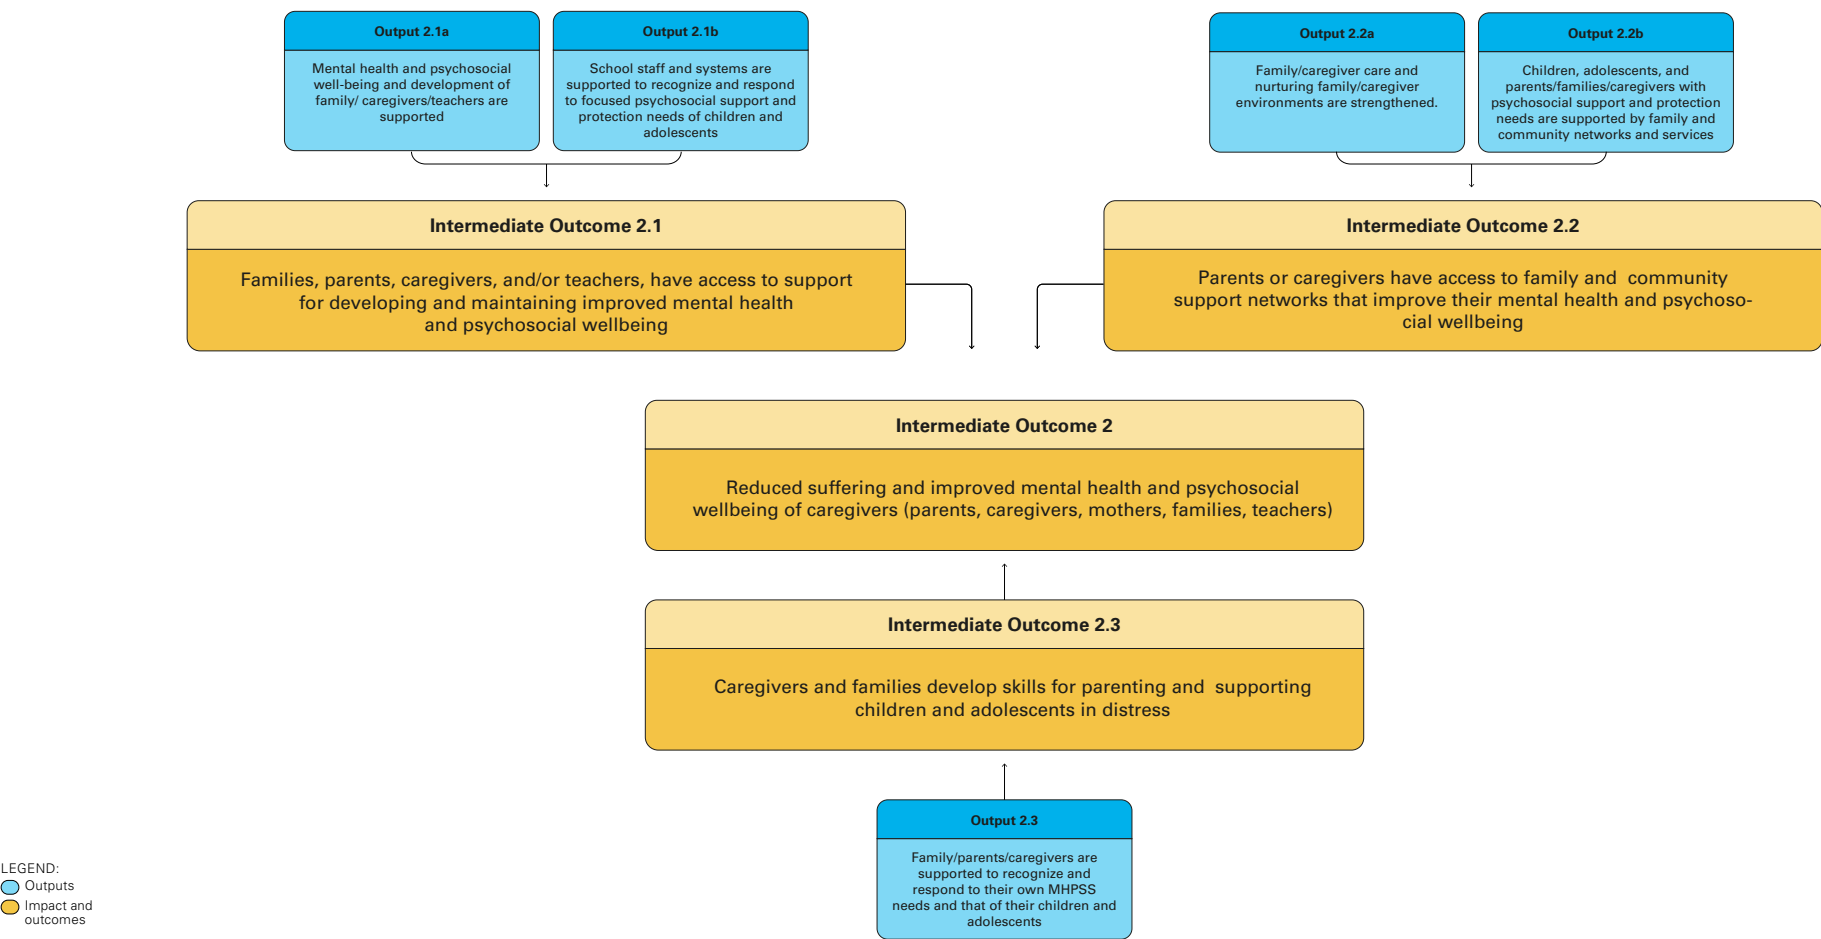 Output 2.1a
Mental health and psychosocial
well-being and development of
family/ caregivers/teachers are
supported
Output 2.1b
School staff and systems are
supported to recognize and respond
to focused psychosocial support and
protection needs of children and
adolescents
Output 2.2a
Family/caregiver care and
nurturing family/caregiver
environments are strengthened.
Output 2.2b
Children, adolescents, and
parents/families/caregivers with
psychosocial support and protection
needs are supported by family and
community networks and services
Intermediate Outcome 2.1
Families, parents, caregivers, and/or teachers, have access to support
for developing and maintaining improved mental health
and psychosocial wellbeing
Intermediate Outcome 2.2
Parents or caregivers have access to family and  community
support networks that improve their mental health and psychoso-
cial wellbeing
Intermediate Outcome 2
Reduced suffering and improved mental health and psychosocial
wellbeing of caregivers (parents, caregivers, mothers, families, teachers)
Intermediate Outcome 2.3
Caregivers and families develop skills for parenting and  supporting
children and adolescents in distress
Output 2.3
Family/parents/caregivers are
supported to recognize and
respond to their own MHPSS
needs and that of their children and
adolescents
LEGEND:
Outputs
Impact and
outcomes